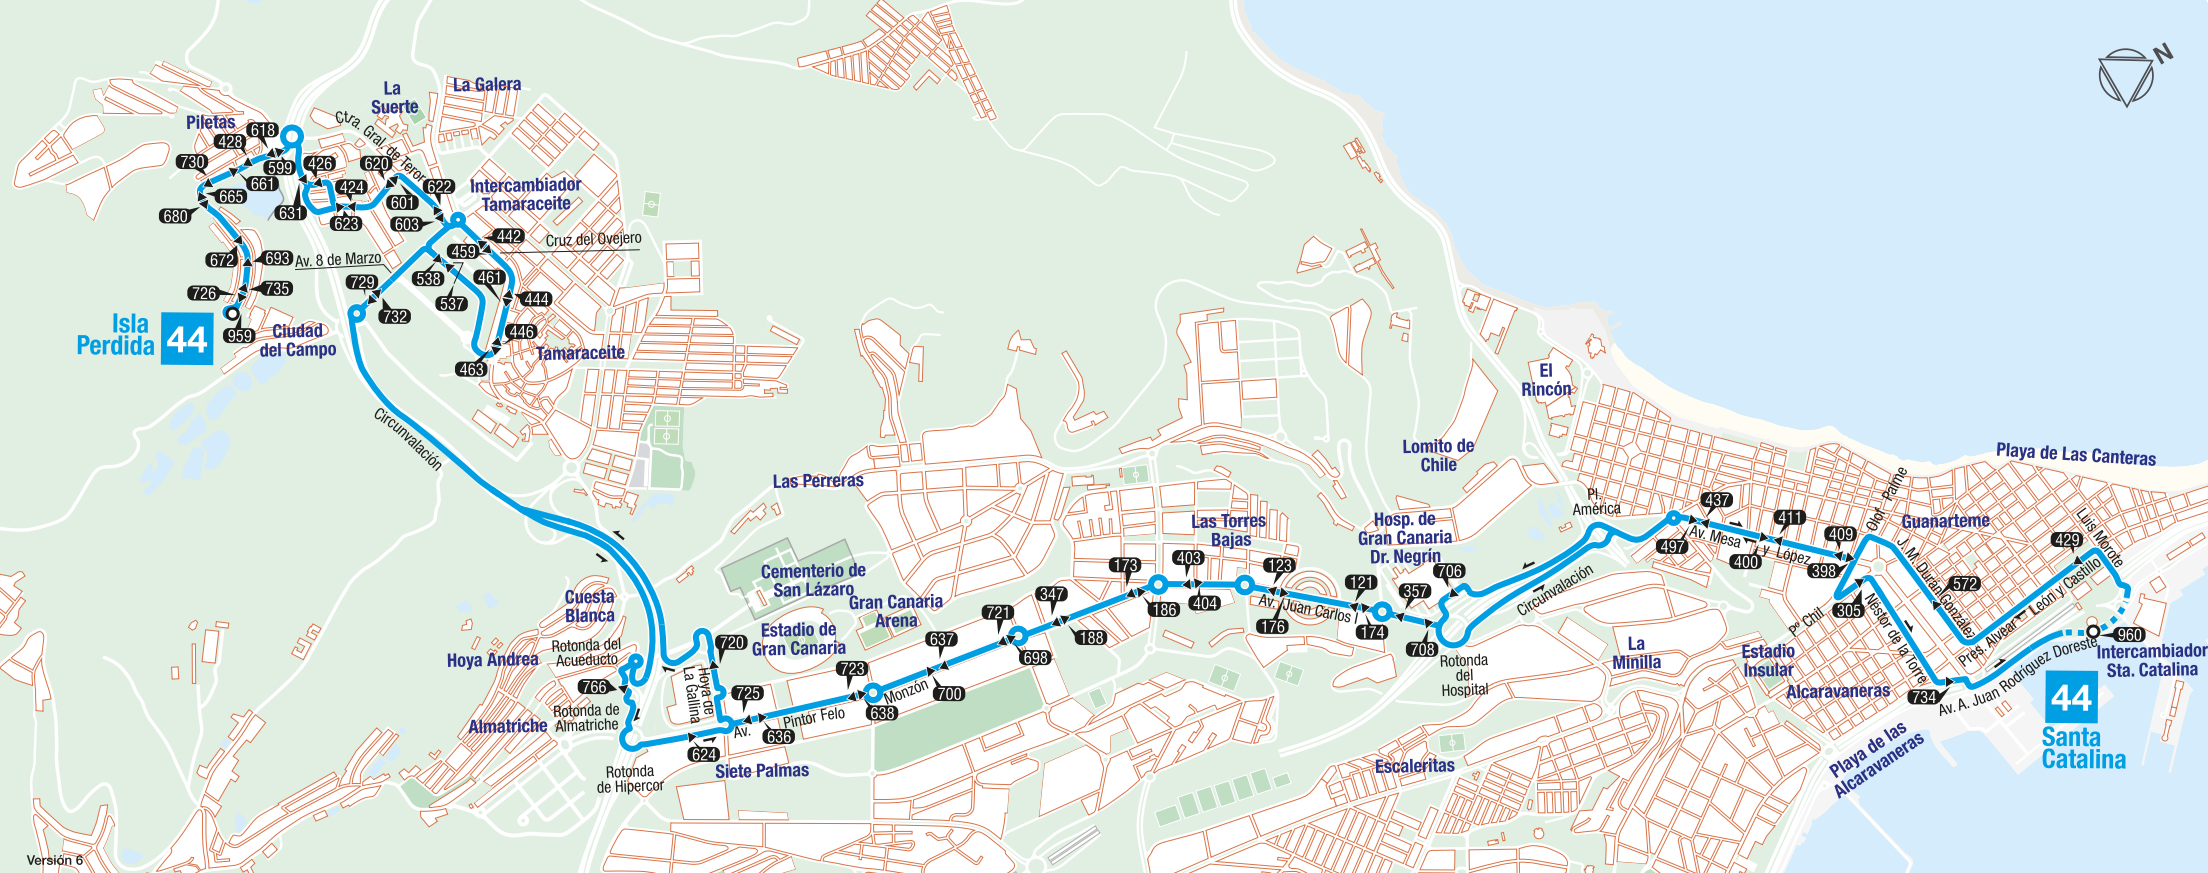 N
La Galera
La
Suerte
Piletas
Ctra. Gral. de Teror
618
428
730
599
426
620
661
424
622
665
601
680
631
623
603
Intercambiador
Tamaraceite
442
459
Cruz del Ovejero
672
693
Av. 8 de Marzo
538
729
461
726
735
537
444
732
959
446
463
Isla
Perdida
44
Ciudad
del Campo
Tamaraceite
Circunvalación
El
Rincón
Lomito de
Chile
Las Perreras
Playa de Las Canteras
Pl.
América
437
Olof Palme
Guanarteme
Luis Morote
Las Torres
Bajas
Hosp. de
Gran Canaria
Dr. Negrín
411
409
429
497
Av. Mesa y López
400
398
J. M. Durán González
572
Cementerio de
San Lázaro
173
403
123
121
706
357
Circunvalación
305
Pº Chil
Néstor de la Torre
Pres. Alvear
León y Castillo
Cuesta
Blanca
Gran Canaria
Arena
347
186
404
Av. Juan Carlos I
176
174
708
721
188
637
698
Estadio de
Gran Canaria
720
Rotonda del
Acueducto
Hoya Andrea
766
Hoya de
La Gallina
723
725
700
Monzón
638
Pintor Felo
Av.
636
624
Rotonda de
Almatriche
Almatriche
Rotonda
de Hipercor
Siete Palmas
Rotonda
del
Hospital
La
Minilla
Estadio
Insular
Alcaravaneras
734
Av. A. Juan Rodríguez Doreste
960
Intercambiador
Sta. Catalina
44
Santa
Catalina
Playa de las
Alcaravaneras
Escaleritas
Versión 6